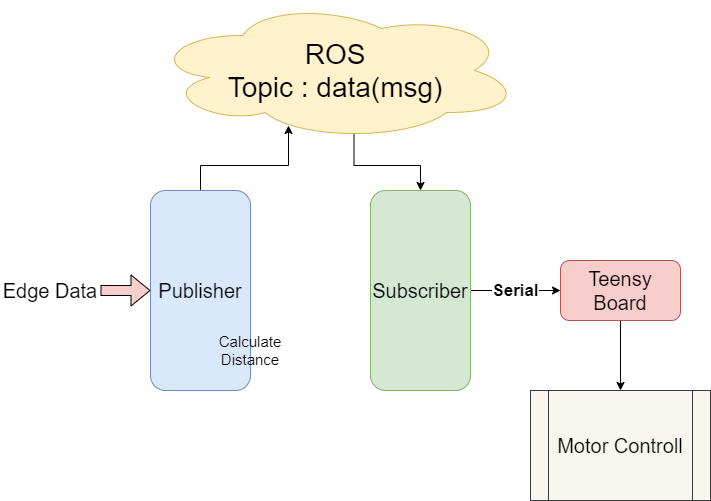 ROS
Topic : data(msg)
Edge Data
Publisher
Subscriber
Serial
Teensy
Board
Calculate
Distance
Motor Controll